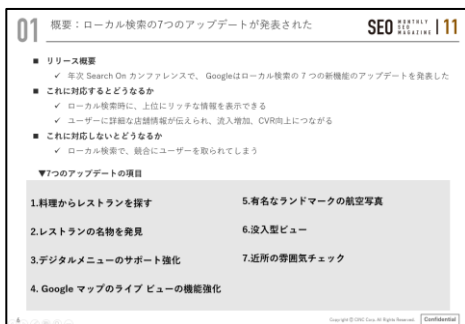 01
概要：ローカル検索の7つのアップデートが発表された
SEO MONTHLY SEO MAGAZINE | 11
■ リリース概要
✓ 年次 Search On カンファレンスで、 Googleはローカル検索の 7 つの新機能のアップデートを発表した
■ これに対応するとどうなるか
✓ ローカル検索時に、上位にリッチな情報を表示できる
✓ ユーザーに詳細な店舗情報が伝えられ、流入増加、CVR向上につながる
■ これに対応しないとどうなるか
✓ ローカル検索で、競合にユーザーを取られてしまう
▼7つのアップデートの項目
1.料理からレストランを探す
2.レストランの名物を発見
3.デジタルメニューのサポート強化
4. Google マップのライブ ビューの機能強化
5.有名なランドマークの航空写真
6.没入型ビュー
7.近所の雰囲気チェック
Copyright © CINC Corp. All Rights Reserved.
Confidential